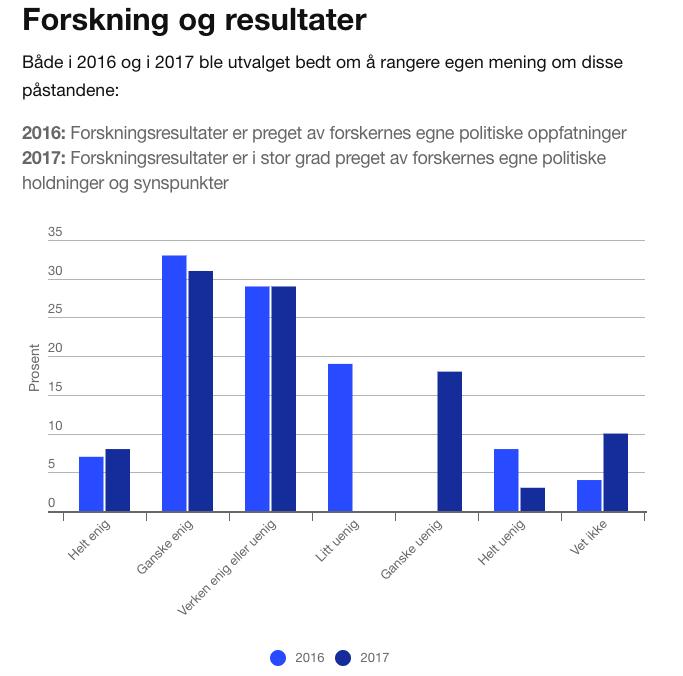 Forskning og resultater
Både i 2016 og i 2017 ble utvalget bedt om å rangere egen mening om disse
påstandene:
2016: Forskningsresultater er preget av forskernes egne politiske oppfatninger
2017: Forskningsresultater er i stor grad preget av forskernes egne politiske
holdninger og synspunkter
35
30
25
20
15
10
5
0
Prosent
Helt enig
Ganske enig
Verken enig eller uenig
Litt uenig
Ganske uenig
Helt uenig
Vet ikke
2016 2017